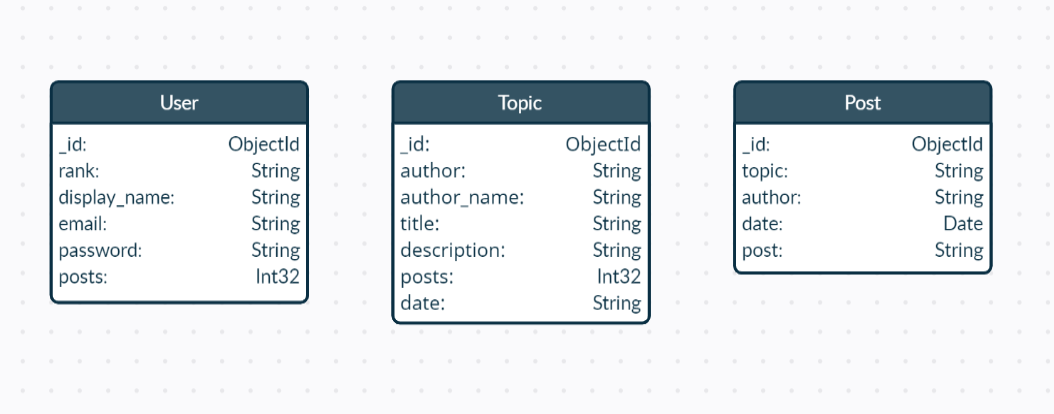 User
_id: ObjectId
rank: String
display_name: String
email: String
password: String
posts: Int32
Topic
_id: ObjectId
author: String
author_name: String
title: String
description: String
posts: Int32
date: String
Post
_id: ObjectId
topic: String
author: String
date: Date
post: String